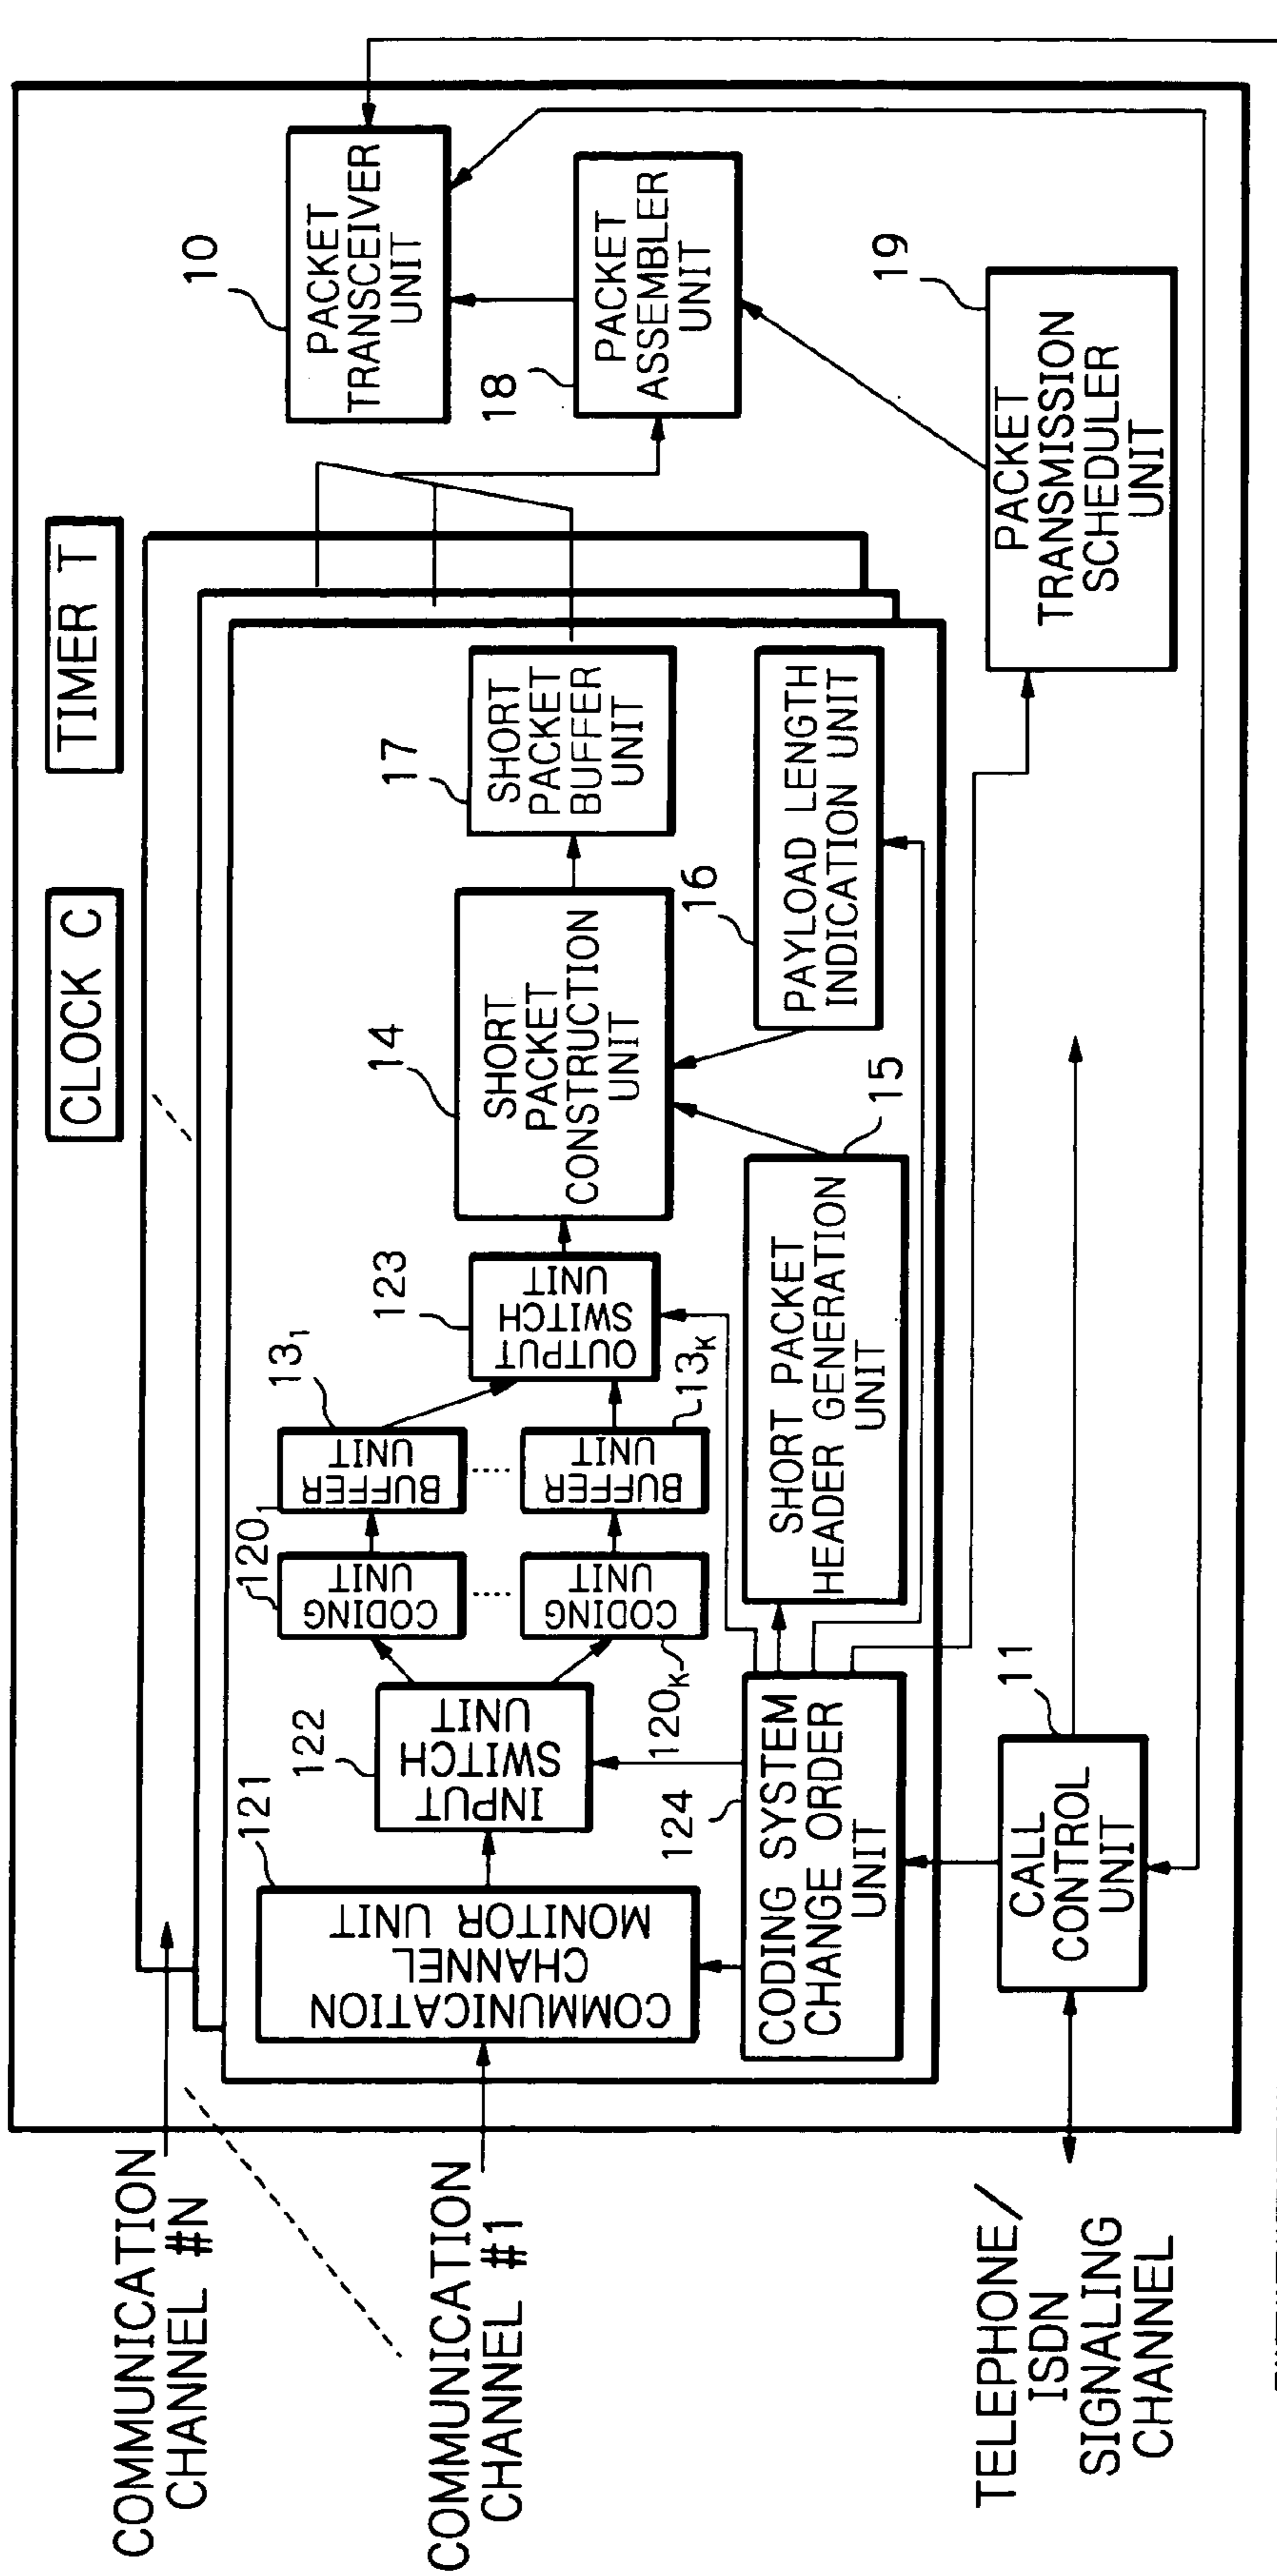 COMMUNICATION
CHANNEL #N
COMMUNICATION
CHANNEL #1
TELEPHONE/
ISDN
SIGNALING
CHANNEL
CLOCK C
TIMER T
121
COMMUNICATION
CHANNEL
MONITOR UNIT
122
INPUT
SWITCH
UNIT
120₁
CODING
UNIT
120K
CODING
UNIT
13₁
BUFFER
UNIT
13K
BUFFER
UNIT
123
OUTPUT
SWITCH
UNIT
14
SHORT
PACKET
CONSTRUCTION
UNIT
17
SHORT
PACKET
BUFFER
UNIT
124
CODING SYSTEM
CHANGE ORDER
UNIT
15
SHORT PACKET
HEADER GENERATION
UNIT
16
PAYLOAD LENGTH
INDICATION UNIT
10
PACKET
TRANSCEIVER
UNIT
18
PACKET
ASSEMBLER
UNIT
19
PACKET
TRANSMISSION
SCHEDULER
UNIT
11
CALL
CONTROL
UNIT